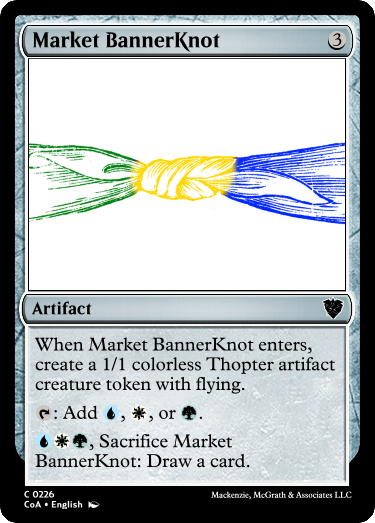 Market BannerKnot 3
Artifact
When Market BannerKnot enters,
create a 1/1 colorless Thopter artifact
creature token with flying.
: Add , , or .
, Sacrifice Market
BannerKnot: Draw a card.
C 0226
CoA • English
Mackenzie, McGrath & Associates LLC